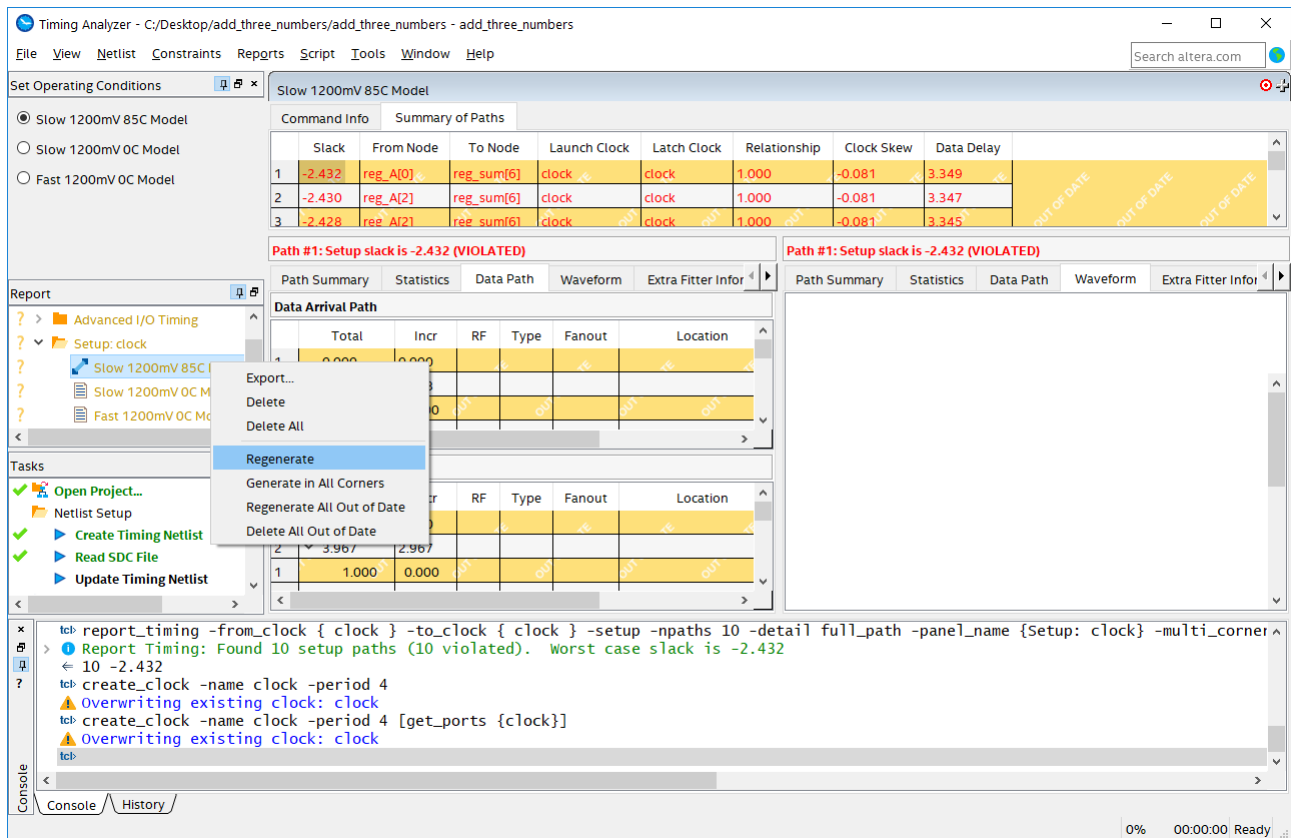 Timing Analyzer - C:/Desktop/add_three_numbers/add_three_numbers - add_three_numbers
File View Netlist Constraints Reports Script Tools Window Help
Search altera.com
Set Operating Conditions
Slow 1200mV 85C Model
Slow 1200mV 0C Model
Fast 1200mV 0C Model
Report
Advanced I/O Timing
Setup: clock
Slow 1200mV 85C
Slow 1200mV 0C M
Fast 1200mV 0C Mo
Tasks
Open Project...
Netlist Setup
Create Timing Netlist
Read SDC File
Update Timing Netlist
Slow 1200mV 85C Model
Command Info Summary of Paths
Slack From Node To Node Launch Clock Latch Clock Relationship Clock Skew Data Delay
1 -2.432 reg_A[0] reg_sum[6] clock clock 1.000 -0.081 3.349
2 -2.430 reg_A[2] reg_sum[6] clock clock 1.000 -0.081 3.347
3 -2.428 reg_A[2] reg_sum[6] clock clock 1.000 -0.081 3.345
OUT OF DATE OUT OF DATE OUT OF DATE
Path #1: Setup slack is -2.432 (VIOLATED)
Path Summary Statistics Data Path Waveform Extra Fitter Infor
Data Arrival Path
Total Incr RF Type Fanout Location
1 0.000 0.000
Incr RF Type Fanout Location
2 3.967 2.967
1 1.000 0.000
Path #1: Setup slack is -2.432 (VIOLATED)
Path Summary Statistics Data Path Waveform Extra Fitter Infor
Export...
Delete
Delete All
Regenerate
Generate in All Corners
Regenerate All Out of Date
Delete All Out of Date
tcl> report_timing -from_clock { clock } -to_clock { clock } -setup -npaths 10 -detail full_path -panel_name {Setup: clock} -multi_corner
Report Timing: Found 10 setup paths (10 violated). Worst case slack is -2.432
10 -2.432
tcl> create_clock -name clock -period 4
Overwriting existing clock: clock
tcl> create_clock -name clock -period 4 [get_ports {clock}]
Overwriting existing clock: clock
tcl>
Console
Console History
0% 00:00:00 Ready